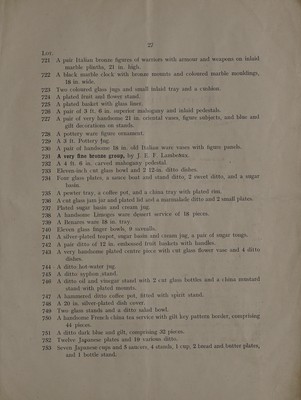 27
Lot.
721 A pair Italian bronze figures of warriors with armour and weapons on inlaid
marble plinths, 21 in. high.
722 A black marble clock with bronze mounts and coloured marble mouldings,
16 in. wide.
723 Two coloured glass jugs and small inlaid tray and a cushion.
724 A plated fruit and flower stand.
725 A plated basket with glass liner.
726 A pair of 3 ft. 6 in. superior mahogany and inlaid pedestals.
727 A pair of very handsome 21 in. oriental vases, figure subjects, and blue and
gilt decorations on stands.
728 A pottery ware figure ornament.
729 A 3 ft. Pottery Jug.
730 A pair of handsome 18 in. old Italian ware vases with figure panels.
731 A very fine bronze group, by J. E. T. Lambotma.
732 A 4 ft. 6 in. carved mahogany pedestal.
733 Eleven-inch cut glass bowl and 2 12-in. ditto dishes.
734 Four glass plates, a sauce boat and stand ditto, 2 sweet ditto, and a sugar
basin.
735 A pewter tray, a coffee pot, and a china tray with plated rim.
736 A cut glass jam jar and plated lid and a marmalade ditto and 2 small plates.
737 Plated sugar basin and cream jug.
738 A handsome Limoges ware dessert service of 18 pieces.
739 A Benares ware 18 in. tray.
740 Eleven glass finger bowls, 8 serenells.
741 A silver-plated teapot, sugar basin and cream jug, a pair of sugar tongs.
742 A pair ditto of 12 in. embossed fruit baskets with handles.
743 A very handsome plated centre piece with cut glass flower vase and 4 ditto
dishes.
744 A ditto hot-water jug.
745 A ditto syphon stand.
746 A ditto oil and vinegar stand with 2 cut glass bottles and a china mustard
stand with plated mounts.
747 A hammered ditto coffee pot, fitted with spirit stand.
748 A 20 in. silver-plated dish cover.
749 Two glass stands and a ditto salad bowl.
750 A handsome French china tea service with gilt key pattern border, comprising
44 pieces.
751 A ditto dark blue and gilt, comprising 32 pieces.
752 Twelve Japanese plates and 18 various ditto.
753 Seven Japanese cups and 8 saucers, 4 stands, 1 cup, 2 bread and butter plates,
and 1 bottle stand.